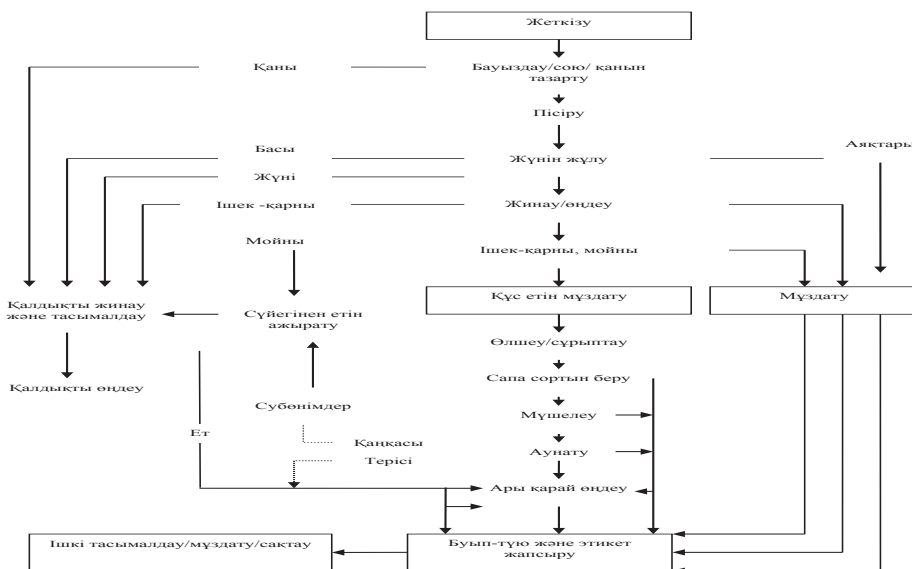 Жеткізу
Қаны
Бауыздау/сою/ қанын
тазарту
Пісіру
Басы
Аяқтары
Жүнін жұлу
Жүні
Ішек -қарны
Жинау/өңдеу
Мойны
Ішек-қарны, мойны
Қалдықты жинау
және тасымалдау
Сүйегінен етін
ажырату
Құс етін мұздату
Мұздату
Өлшеу/сұрыптау
Қалдықты өңдеу
Сапа сортын беру
Субөнімдер
Мүшелеу
Ет
Қаңқасы
Аунату
Терісі
Ары қарай өңдеу
Ішкі тасымалдау/мұздату/сақтау
Буып-түю және этикет
жапсыру